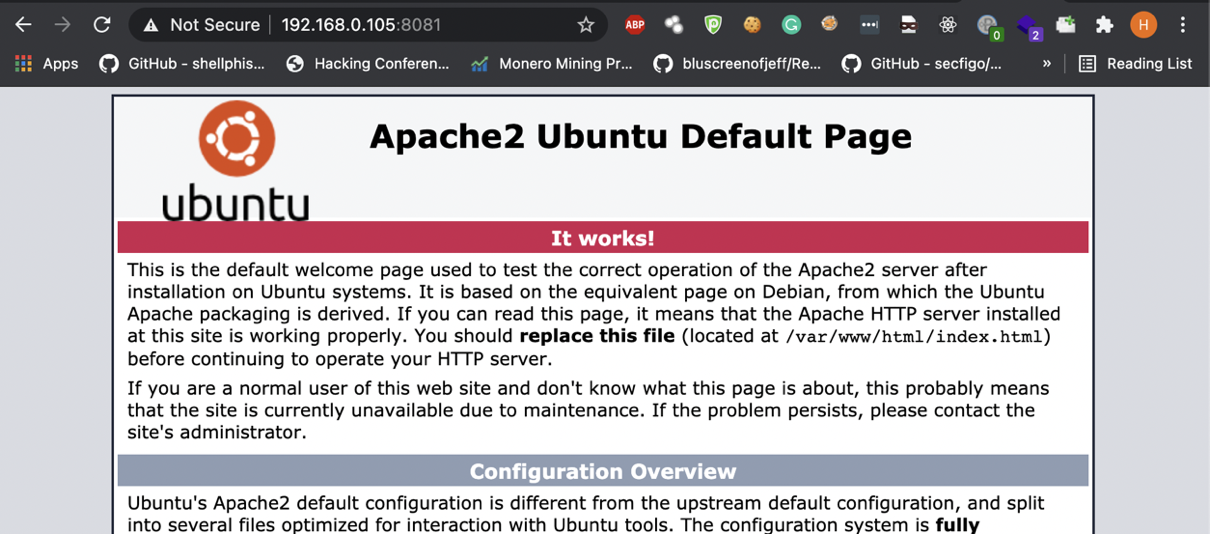 Not Secure 192.168.0.105:8081 ABP 0 2 H
Apps GitHub - shellphis... Hacking Conferen... Monero Mining Pr... bluscreenofjeff/Re... GitHub - secfigo/... » Reading List
ubuntu
Apache2 Ubuntu Default Page
It works!
This is the default welcome page used to test the correct operation of the Apache2 server after
installation on Ubuntu systems. It is based on the equivalent page on Debian, from which the Ubuntu
Apache packaging is derived. If you can read this page, it means that the Apache HTTP server installed
at this site is working properly. You should replace this file (located at /var/www/html/index.html)
before continuing to operate your HTTP server.
If you are a normal user of this web site and don't know what this page is about, this probably means
that the site is currently unavailable due to maintenance. If the problem persists, please contact the
site's administrator.
Configuration Overview
Ubuntu's Apache2 default configuration is different from the upstream default configuration, and split
into several files optimized for interaction with Ubuntu tools. The configuration system is fully